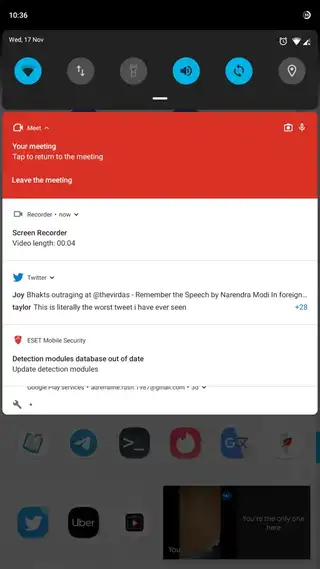 10:36
Wed, 17 Nov
Meet
Your meeting
Tap to return to the meeting
Leave the meeting
Recorder • now
Screen Recorder
Video length: 00:04
Twitter
Joy Bhakts outraging at @thevirdas - Remember the Speech by Narendra Modi In foreign...
taylor This is literally the worst tweet i have ever seen
+28
ESET Mobile Security
Detection modules database out of date
Update detection modules
Google Play services
Uber
You
You're the only one
here